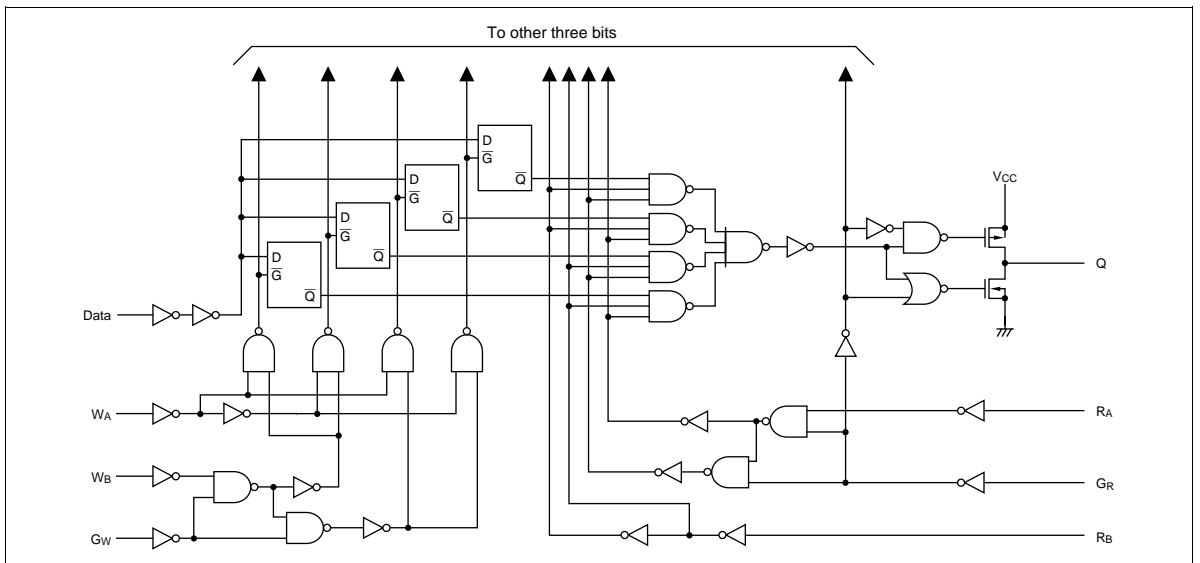 To other three bits
D
G
Q
D
G
Q
D
G
Q
D
G
Q
VCC
Q
Data
WA
WB
GW
RA
GR
RB